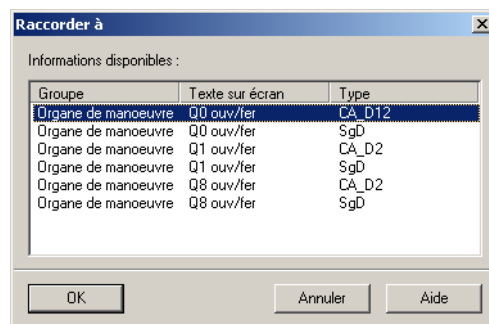 Raccorder à
Informations disponibles :
Groupe Texte sur écran Type
Organe de manoeuvre Q0 ouv/fer CA_D12
Organe de manoeuvre Q0 ouv/fer SgD
Organe de manoeuvre Q1 ouv/fer CA_D2
Organe de manoeuvre Q1 ouv/fer SgD
Organe de manoeuvre Q8 ouv/fer CA_D2
Organe de manoeuvre Q8 ouv/fer SgD
OK Annuler Aide